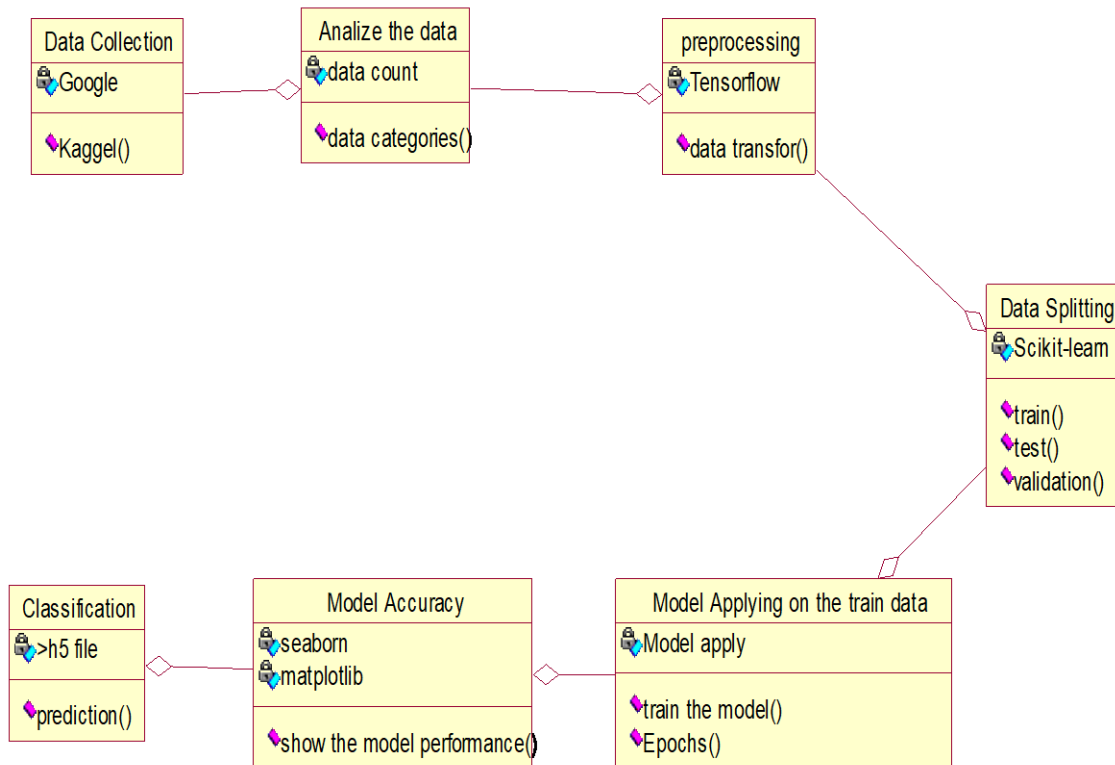 Data Collection
Google
Kaggel()
Analize the data
data count
data categories()
preprocessing
Tensorflow
data transfor()
Data Splitting
Scikit-learn
train()
test()
validation()
Model Applying on the train data
Model apply
train the model()
Epochs()
Model Accuracy
seaborn
matplotlib
show the model performance()
Classification
>h5 file
prediction()